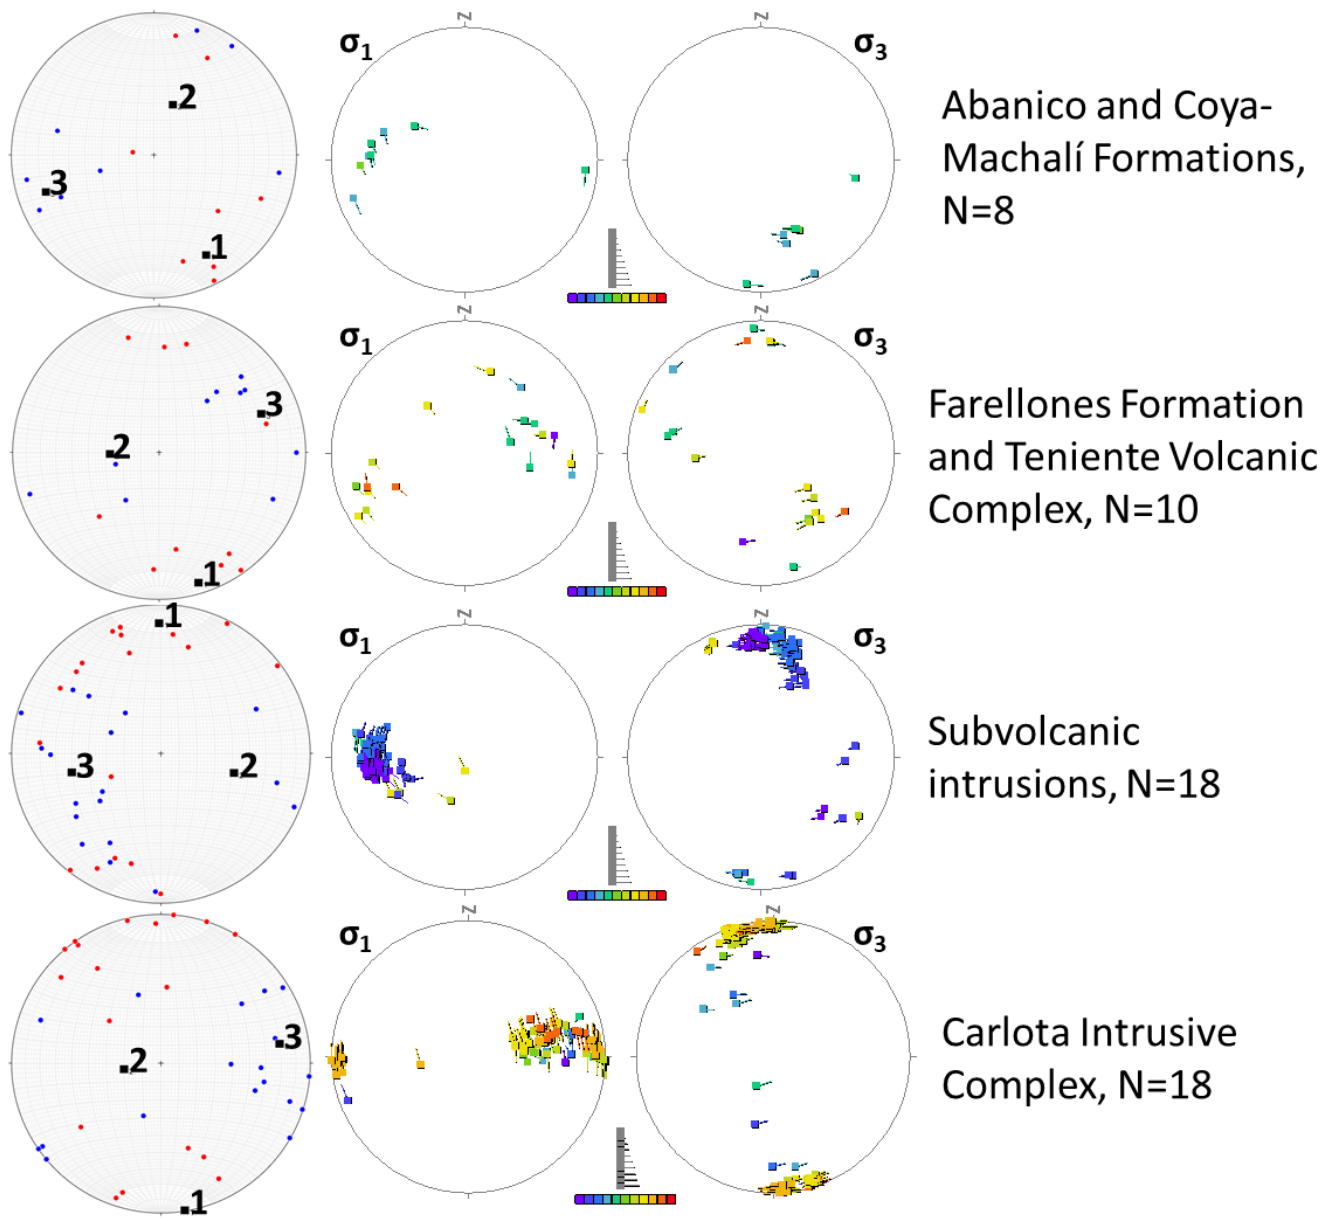 σ1
Z
σ3
Abanico and Coya-
Machalí Formations,
N=8
.2
.3
.1
Z
Z
σ1
σ3
Farellones Formation
and Teniente Volcanic
Complex, N=10
.3
.2
.1
Z
Z
σ1
σ3
Subvolcanic
intrusions, N=18
.1
.3
.2
Z
Z
σ1
σ3
Carlota Intrusive
Complex, N=18
.3
.2
.1
Z